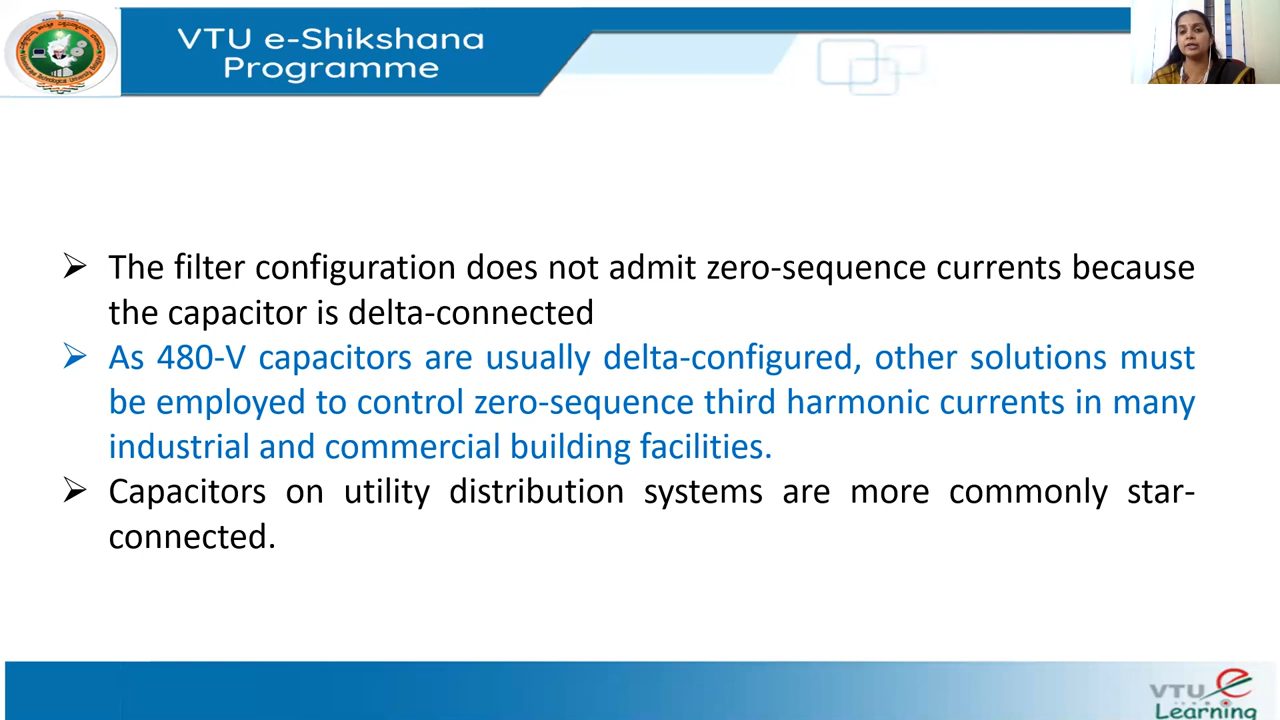 VTU e-Shikshana
Programme
➢ The filter configuration does not admit zero-sequence currents because
the capacitor is delta-connected
➢ As 480-V capacitors are usually delta-configured, other solutions must
be employed to control zero-sequence third harmonic currents in many
industrial and commercial building facilities.
➢ Capacitors on utility distribution systems are more commonly star-
connected.
VTU e
Learning